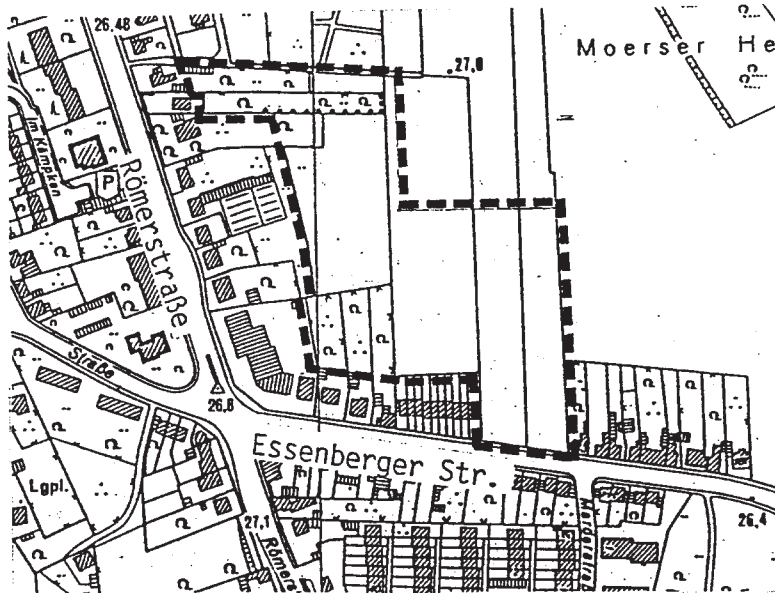 26,48
27,0
Moerser He
Im Kämpken
P
Römerstraße
Straße
26,8
Essenberger Str.
Lgpl.
27,1
Römers
26,4